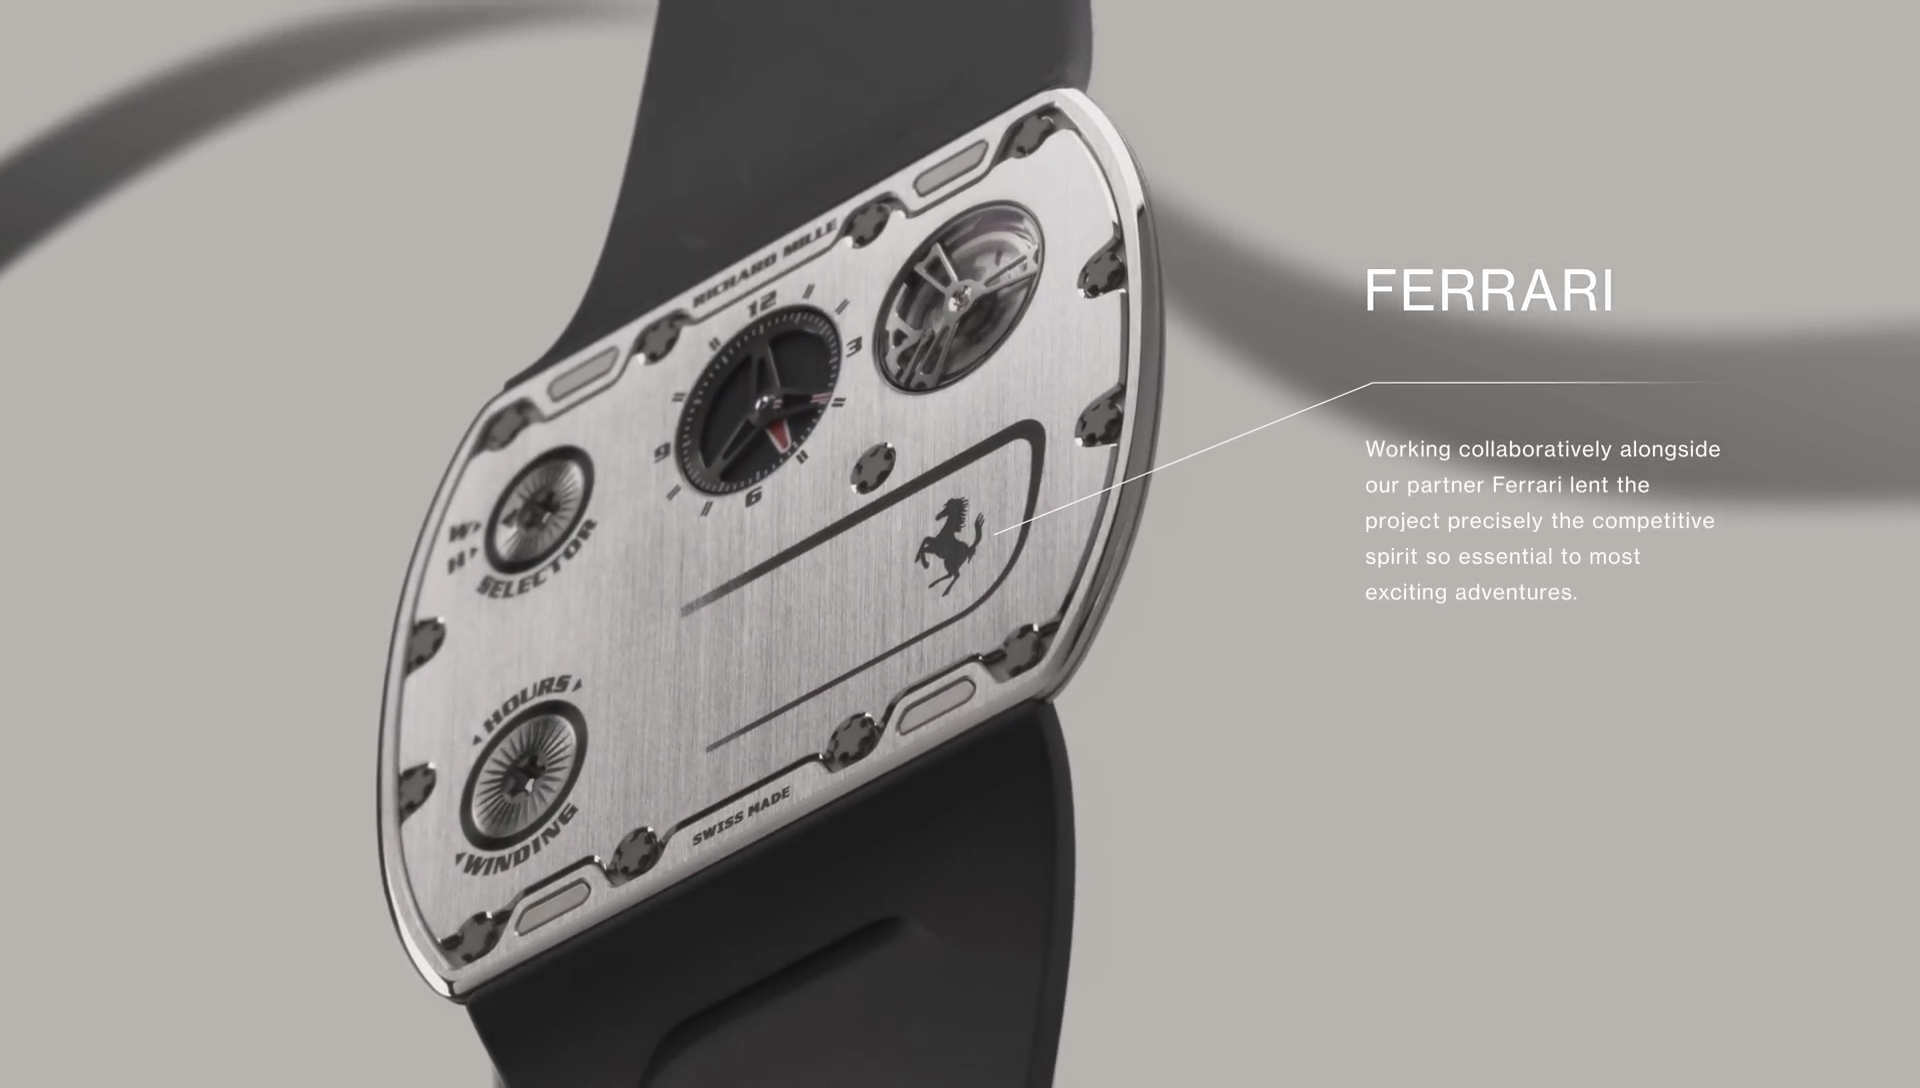 RICHARD MILLE
12
3
6
9
W
H
SELECTOR
HOURS
WINDING
SWISS MADE
FERRARI
Working collaboratively alongside
our partner Ferrari lent the
project precisely the competitive
spirit so essential to most
exciting adventures.